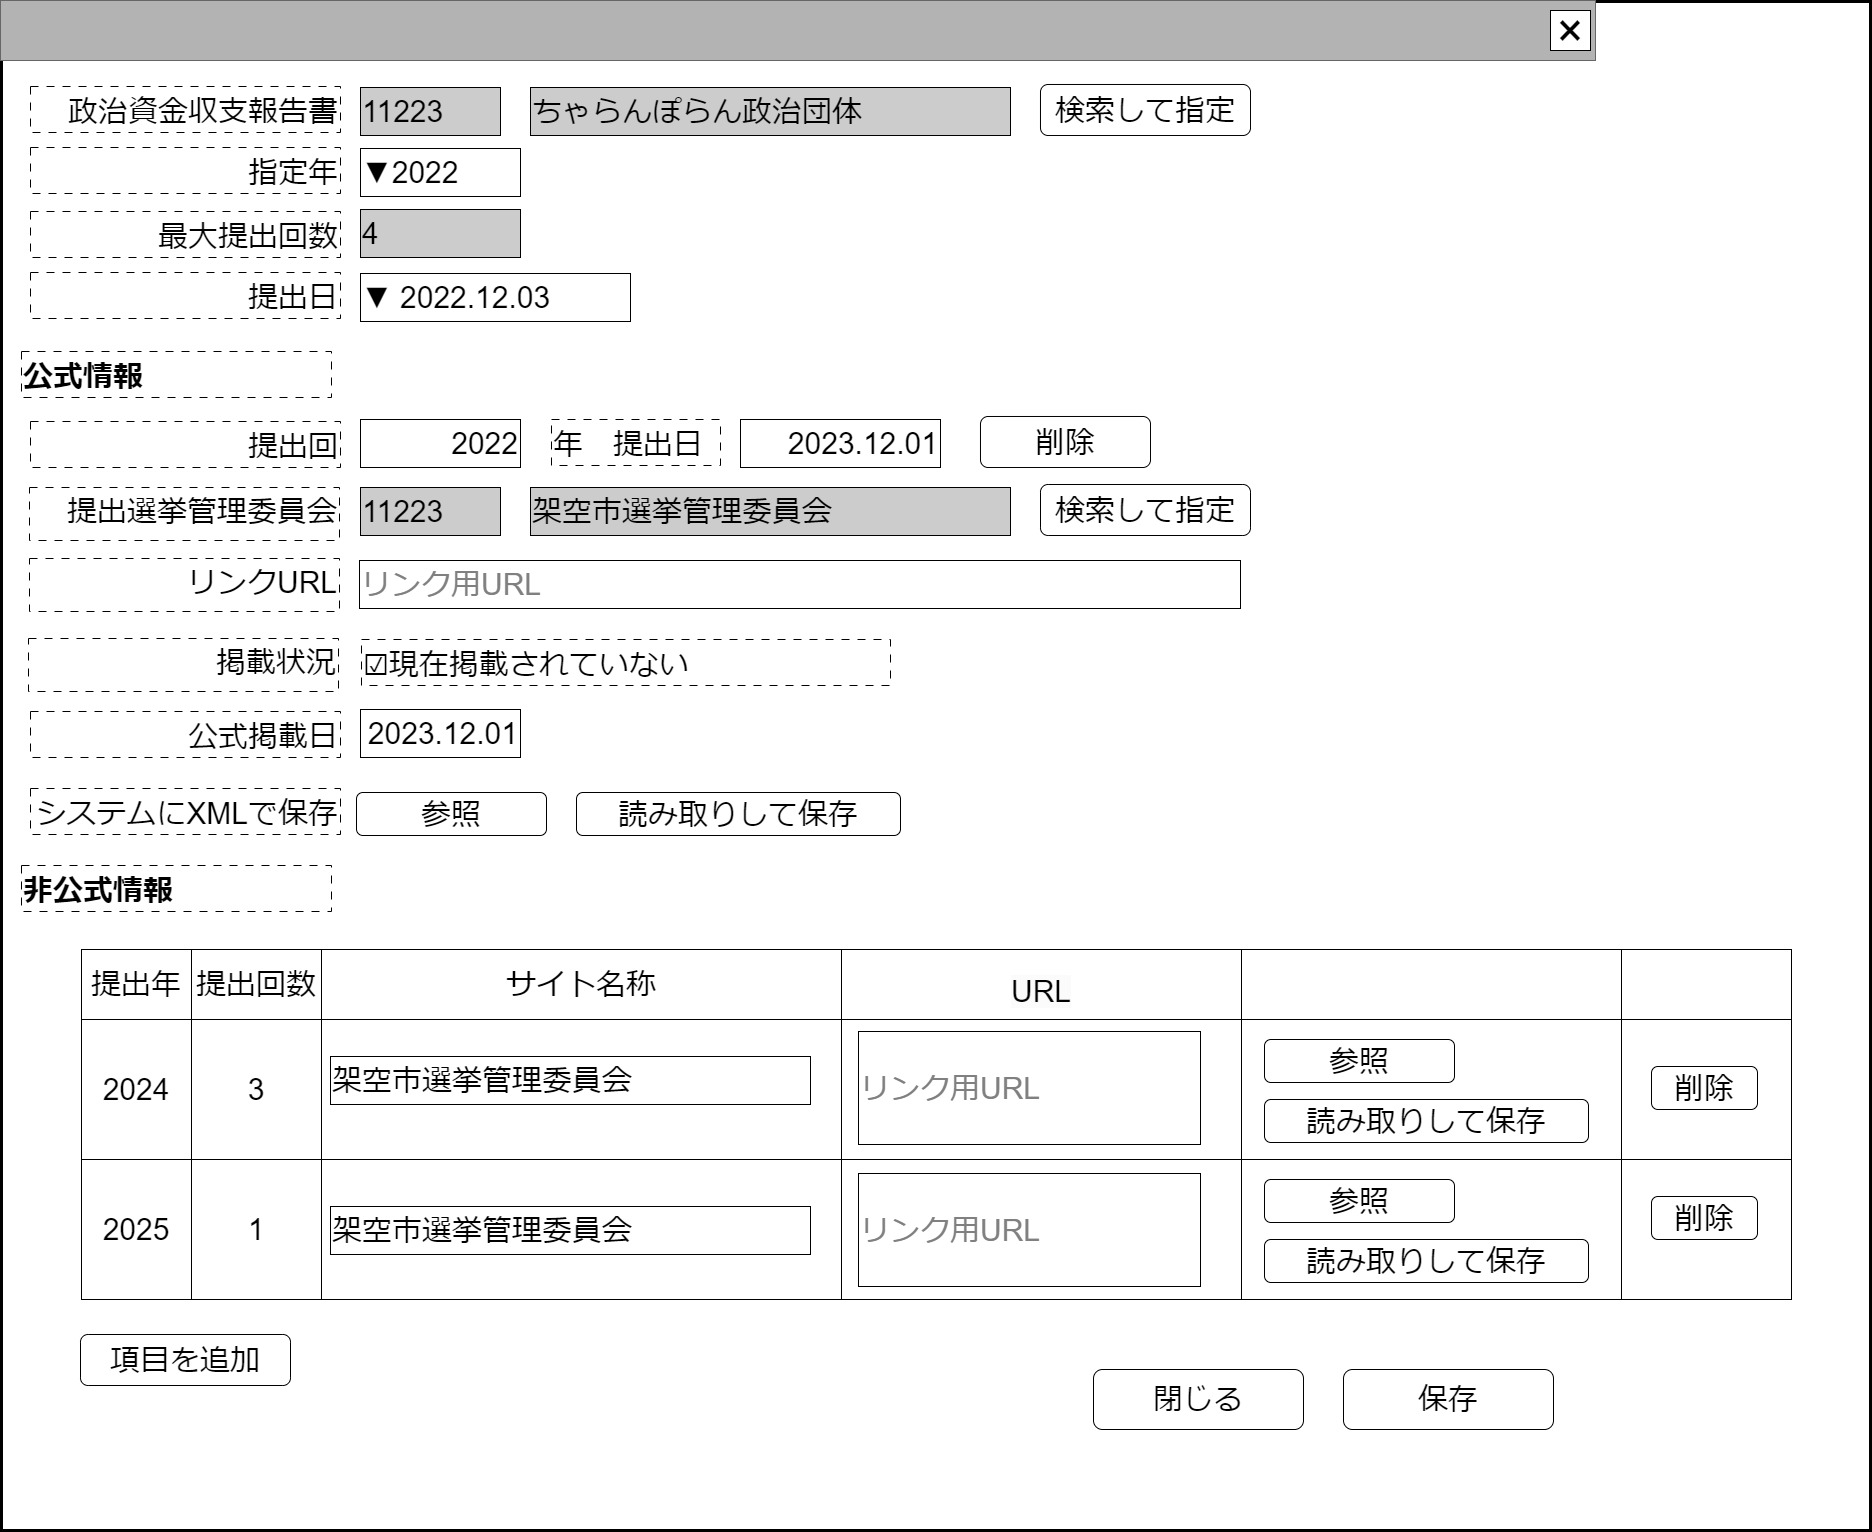 ×
政治資金収支報告書 11223 ちゃらんぽらん政治団体 検索して指定
指定年 ▼2022
最大提出回数 4
提出日 ▼ 2022.12.03
公式情報
提出回 2022 年　提出日 2023.12.01 削除
提出選挙管理委員会 11223 架空市選挙管理委員会 検索して指定
リンクURL リンク用URL
掲載状況 ☑現在掲載されていない
公式掲載日 2023.12.01
システムにXMLで保存 参照 読み取りして保存
非公式情報
提出年 提出回数 サイト名称 URL
2024 3 架空市選挙管理委員会 リンク用URL 参照 読み取りして保存 削除
2025 1 架空市選挙管理委員会 リンク用URL 参照 読み取りして保存 削除
項目を追加
閉じる 保存